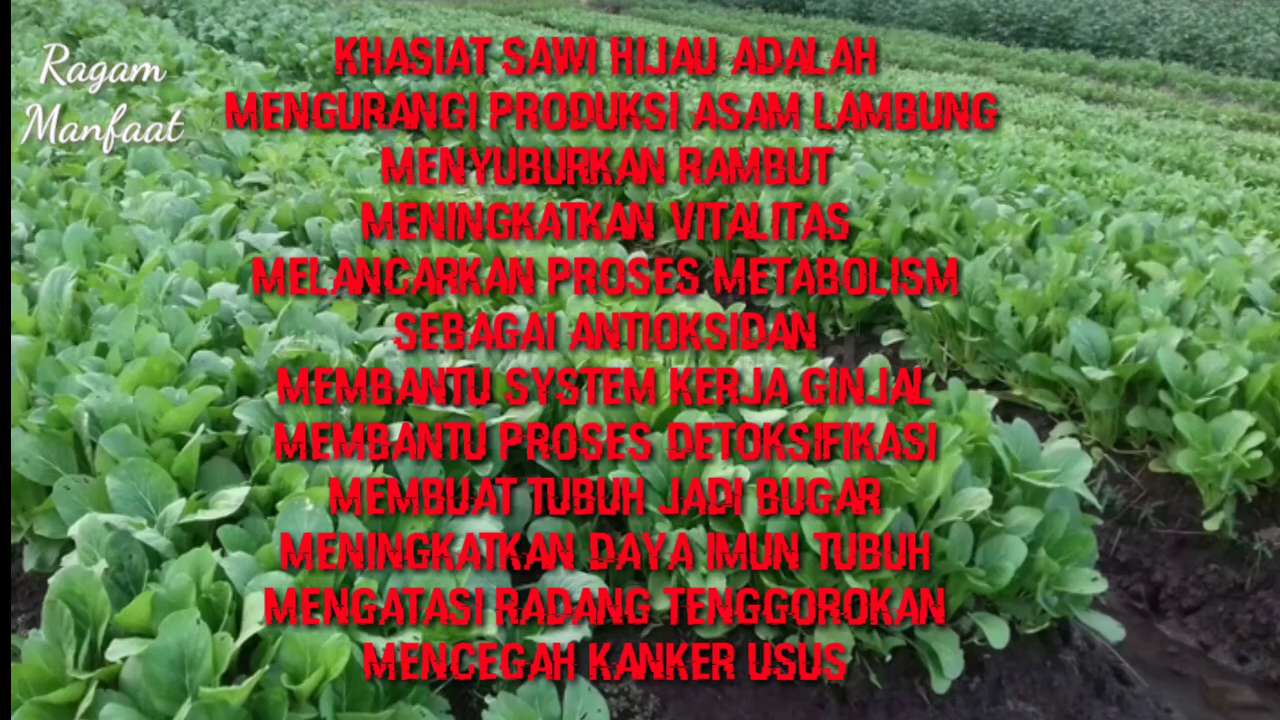 Ragam
Manfaat
KHASIAT SAWI HIJAU ADALAH
MENGURANGI PRODUKSI ASAM LAMBUNG
MENYUBURKAN RAMBUT
MENINGKATKAN VITALITAS
MELANCARKAN PROSES METABOLISM
SEBAGAI ANTIOKSIDAN
MEMBANTU SYSTEM KERJA GINJAL
MEMBANTU PROSES DETOKSIFIKASI
MEMBUAT TUBUH JADI BUGAR
MENINGKATKAN DAYA IMUN TUBUH
MENGATASI RADANG TENGGOROKAN
MENCEGAH KANKER USUS